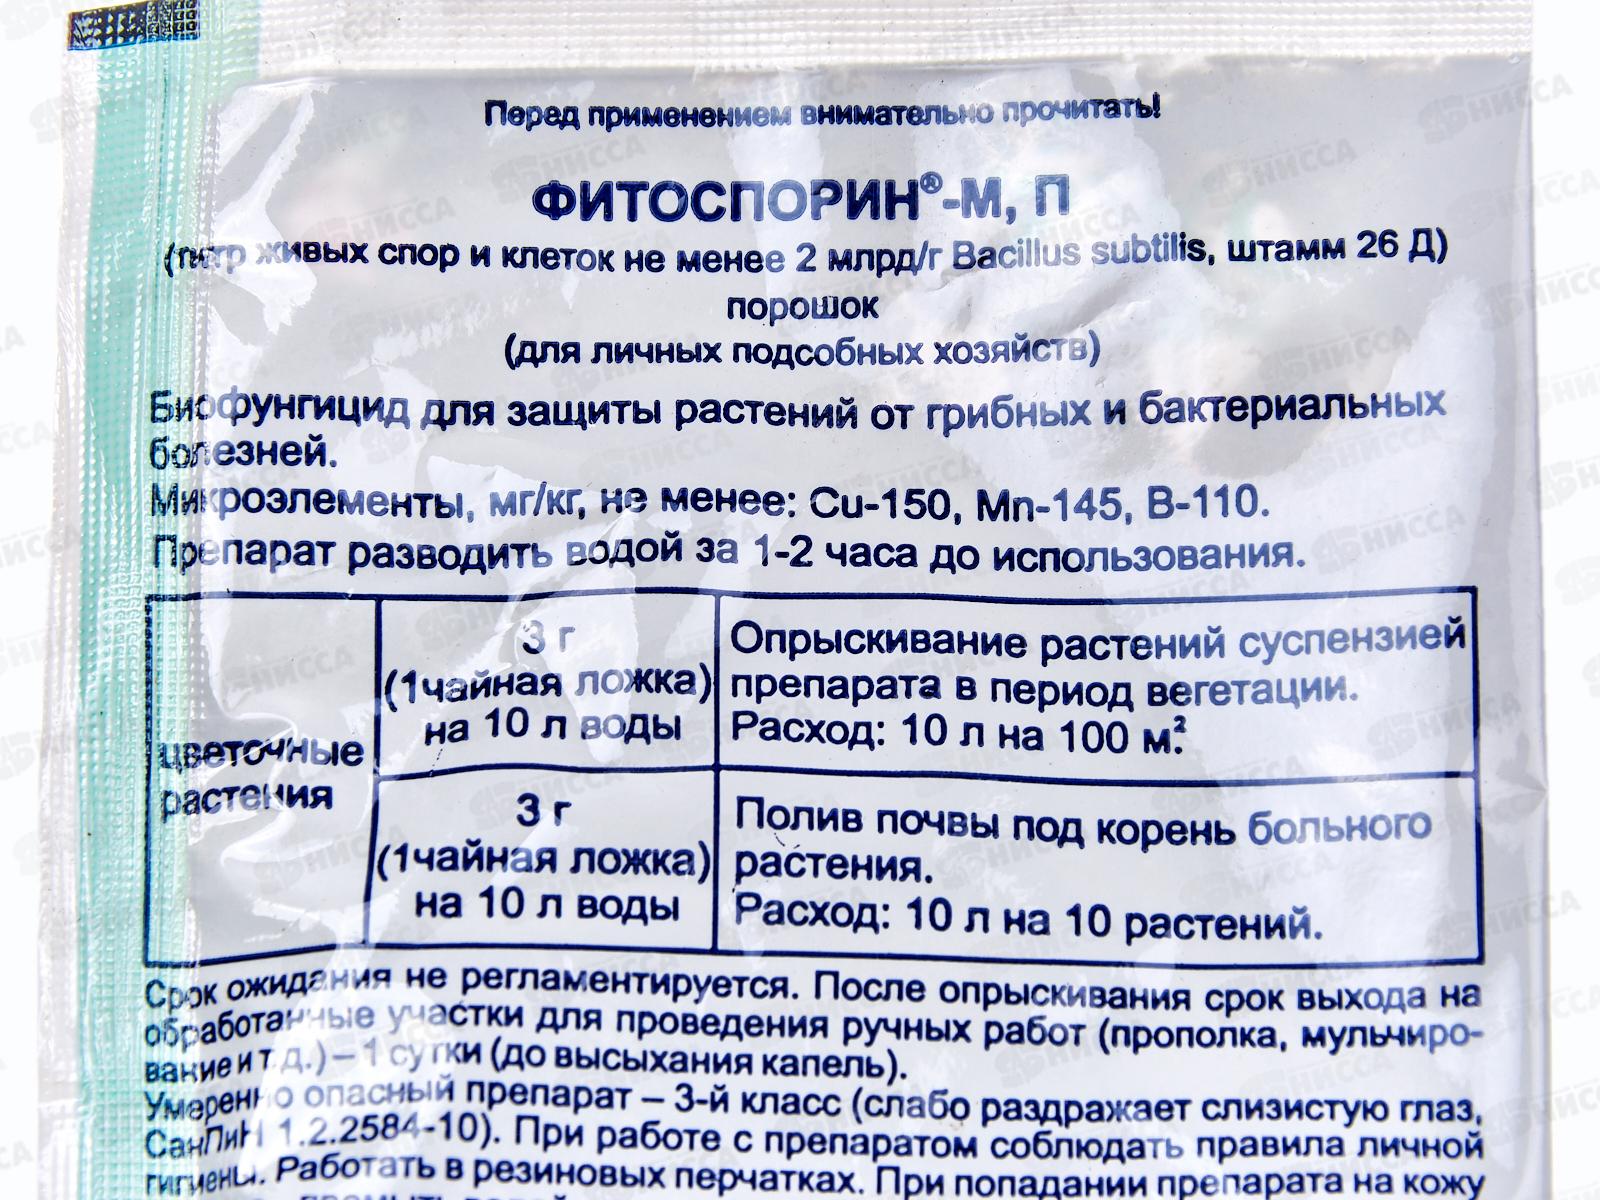 Перед применением внимательно прочитать!
ФИТОСПОРИН®-М, П
(титр живых спор и клеток не менее 2 млрд/г Bacillus subtilis, штамм 26 Д)
порошок
(для личных подсобных хозяйств)
Биофунгицид для защиты растений от грибных и бактериальных
болезней.
Микроэлементы, мг/кг, не менее: Cu-150, Mn-145, B-110.
Препарат разводить водой за 1-2 часа до использования.
цветочные
растения
3 г
(1чайная ложка)
на 10 л воды
Опрыскивание растений суспензией
препарата в период вегетации.
Расход: 10 л на 100 м².
3 г
(1чайная ложка)
на 10 л воды
Полив почвы под корень больного
растения.
Расход: 10 л на 10 растений.
Срок ожидания не регламентируется. После опрыскивания срок выхода на
обработанные участки для проведения ручных работ (прополка, мульчиро-
вание и т.д.) – 1 сутки (до высыхания капель).
Умеренно опасный препарат – 3-й класс (слабо раздражает слизистую глаз,
СанПиН 1.2.2584-10). При работе с препаратом соблюдать правила личной
гигиены. Работать в резиновых перчатках. При попадании препарата на кожу
НИССА